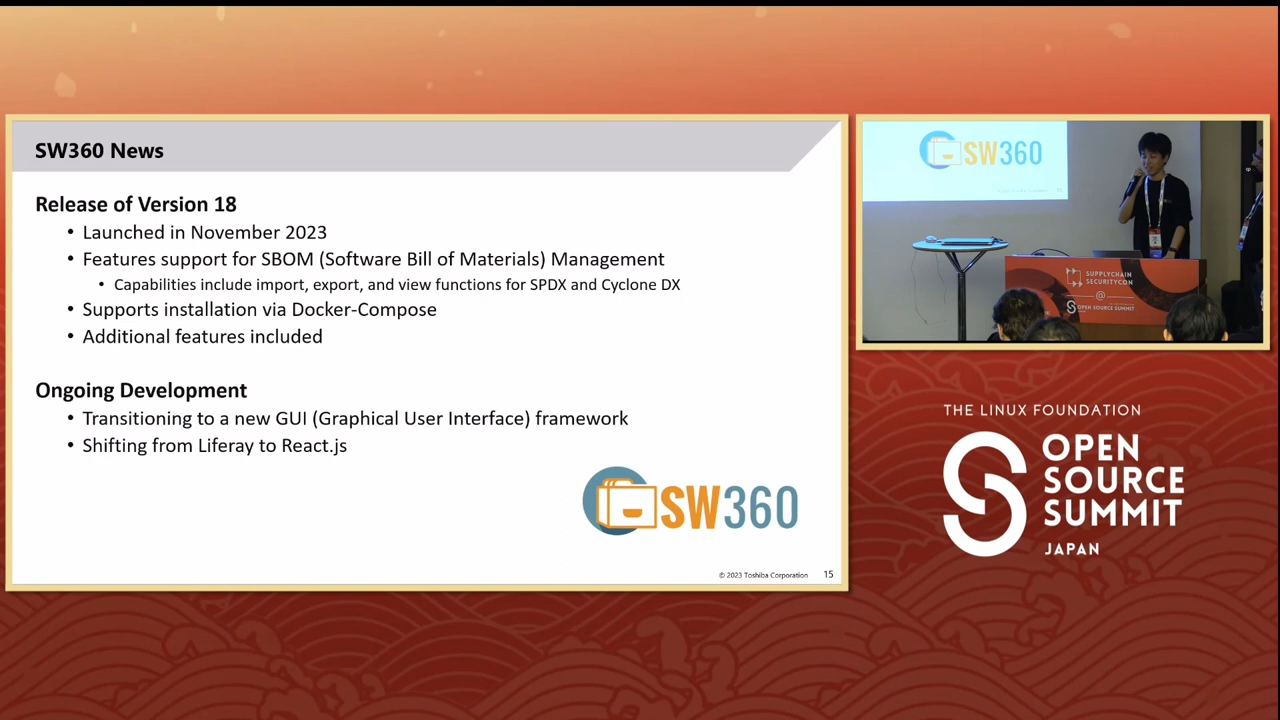 SW360 News
Release of Version 18
• Launched in November 2023
• Features support for SBOM (Software Bill of Materials) Management
• Capabilities include import, export, and view functions for SPDX and Cyclone DX
• Supports installation via Docker-Compose
• Additional features included
Ongoing Development
• Transitioning to a new GUI (Graphical User Interface) framework
• Shifting from Liferay to React.js
SW360
© 2023 Toshiba Corporation 15
SW360
SUPPLYCHAIN
SECURITYCON
@
OPEN SOURCE SUMMIT
THE LINUX FOUNDATION
OPEN
SOURCE
SUMMIT
JAPAN